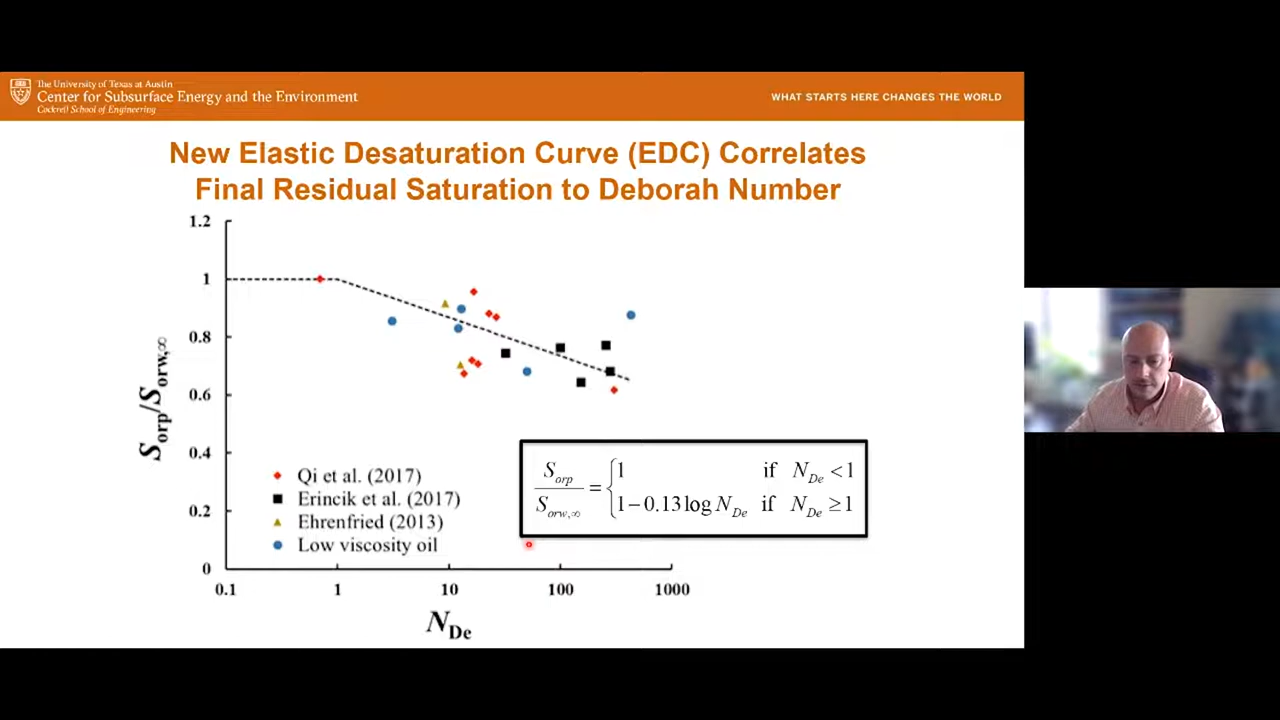 The University of Texas at Austin
Center for Subsurface Energy and the Environment
Cockrell School of Engineering
WHAT STARTS HERE CHANGES THE WORLD
New Elastic Desaturation Curve (EDC) Correlates
Final Residual Saturation to Deborah Number
1.2
1
0.8
0.6
0.4
0.2
0
S_orp/S_orw,∞
Qi et al. (2017)
Erincik et al. (2017)
Ehrenfried (2013)
Low viscosity oil
S_orp/S_orw,∞ = { 1 if N_De < 1
1−0.13 log N_De if N_De ≥ 1
0.1 1 10 100 1000
N_De